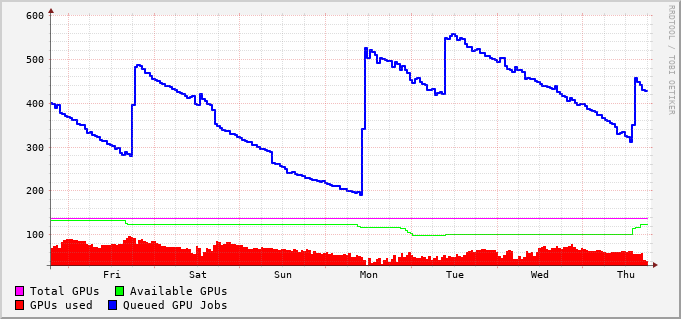 600
500
400
300
200
100
Fri Sat Sun Mon Tue Wed Thu
Total GPUs Available GPUs
GPUs used Queued GPU Jobs
RRDTOOL / TOBI OETIKER